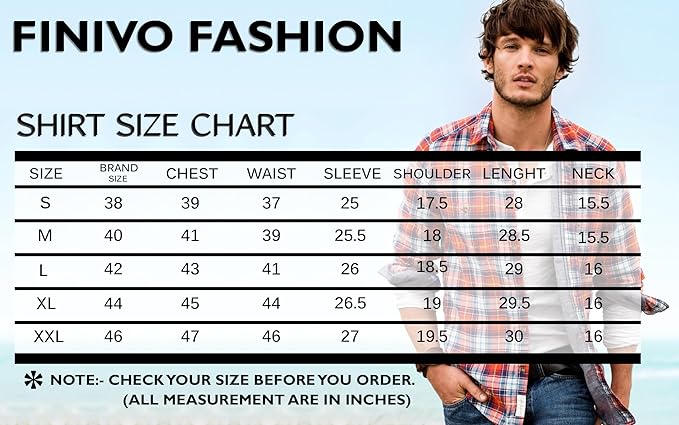 FINIVO FASHION
SHIRT SIZE CHART
SIZE BRAND SIZE CHEST WAIST SLEEVE SHOULDER LENGHT NECK
S 38 39 37 25 17.5 28 15.5
M 40 41 39 25.5 18 28.5 15.5
L 42 43 41 26 18.5 29 16
XL 44 45 44 26.5 19 29.5 16
XXL 46 47 46 27 19.5 30 16
* NOTE:- CHECK YOUR SIZE BEFORE YOU ORDER.
(ALL MEASUREMENT ARE IN INCHES)